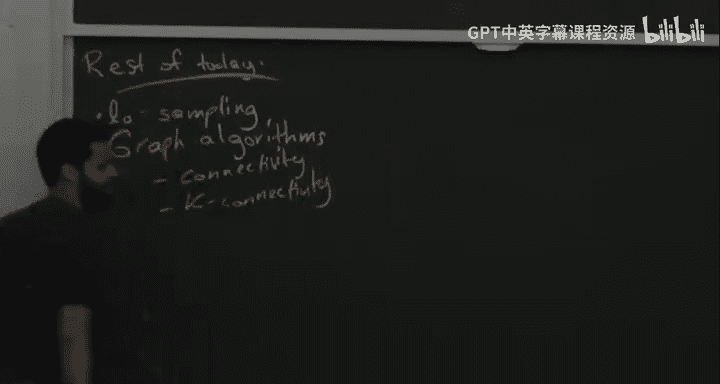 GPT中英字幕课程资源 bilibili
Rest of today:
· l₀- sampling
Graph algorithms
- connectivity
- K-connectivity